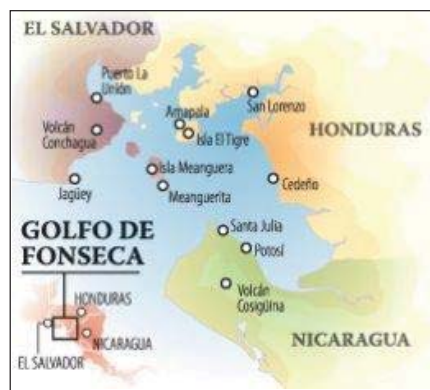 EL SALVADOR
Puerto La
Unión
Amapala
San Lorenzo
Volcán
Conchagua
Isla El Tigre
HONDURAS
Isla Meanguera
Meanguerita
Cedeño
Jagüey
GOLFO DE
FONSECA
Santa Julia
Potosí
Volcán
Cosigüina
HONDURAS
NICARAGUA
EL SALVADOR
NICARAGUA